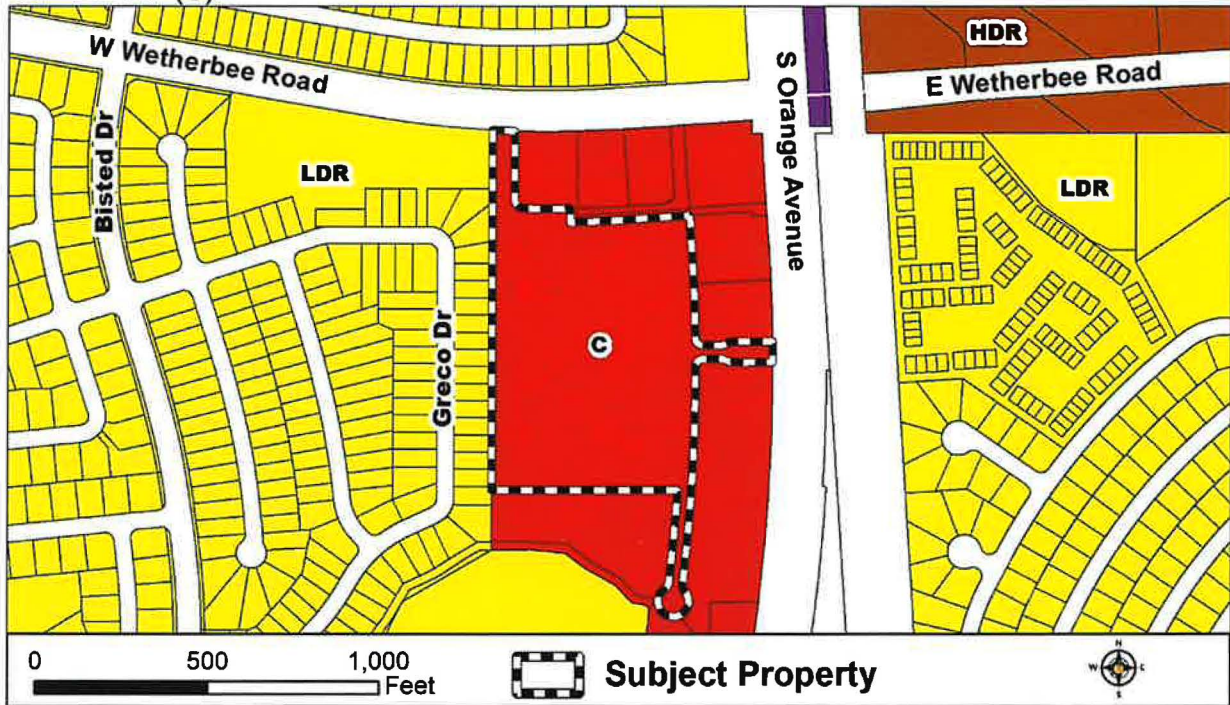 HDR
W Wetherbee Road
S Orange Avenue
E Wetherbee Road
Bisted Dr
LDR
LDR
Greco Dr
C
0 500 1,000
Feet
Subject Property
N
W E
S